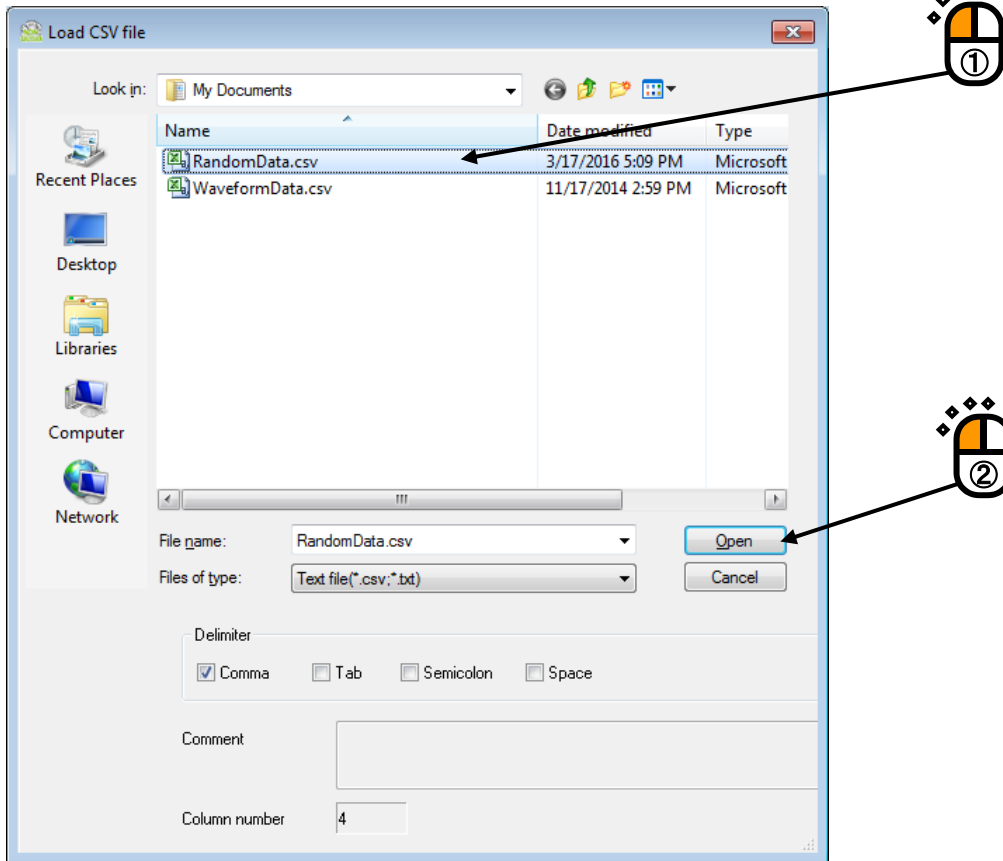 Load CSV file
①
Look in: My Documents
Name Date modified Type
RandomData.csv 3/17/2016 5:09 PM Microsoft
WaveformData.csv 11/17/2014 2:59 PM Microsoft
Recent Places
Desktop
Libraries
Computer
Network
②
File name: RandomData.csv Open
Files of type: Text file(*.csv;*.txt) Cancel
Delimiter
Comma Tab Semicolon Space
Comment
Column number 4